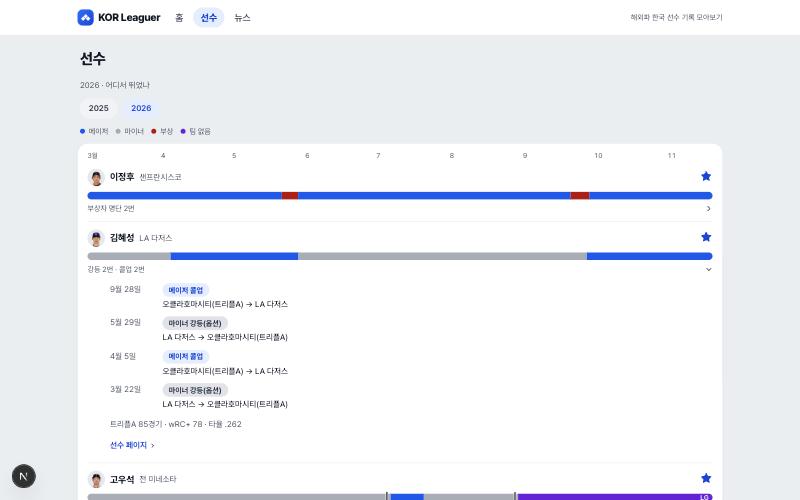 KOR Leaguer 홈 선수 뉴스 해외파 한국 선수 기록 모아보기
선수
2026 · 어디서 뛰었나
2025 2026
메이저 마이너 부상 팀 없음
3월 4 5 6 7 8 9 10 11
이정후 샌프란시스코
부상자 명단 2번
김혜성 LA 다저스
강등 2번 · 콜업 2번
9월 28일 메이저 콜업
오클라호마시티(트리플A) → LA 다저스
5월 29일 마이너 강등(옵션)
LA 다저스 → 오클라호마시티(트리플A)
4월 5일 메이저 콜업
오클라호마시티(트리플A) → LA 다저스
3월 22일 마이너 강등(옵션)
LA 다저스 → 오클라호마시티(트리플A)
트리플A 85경기 · wRC+ 78 · 타율 .262
선수 페이지 ›
고우석 전 미네소타
LG
N